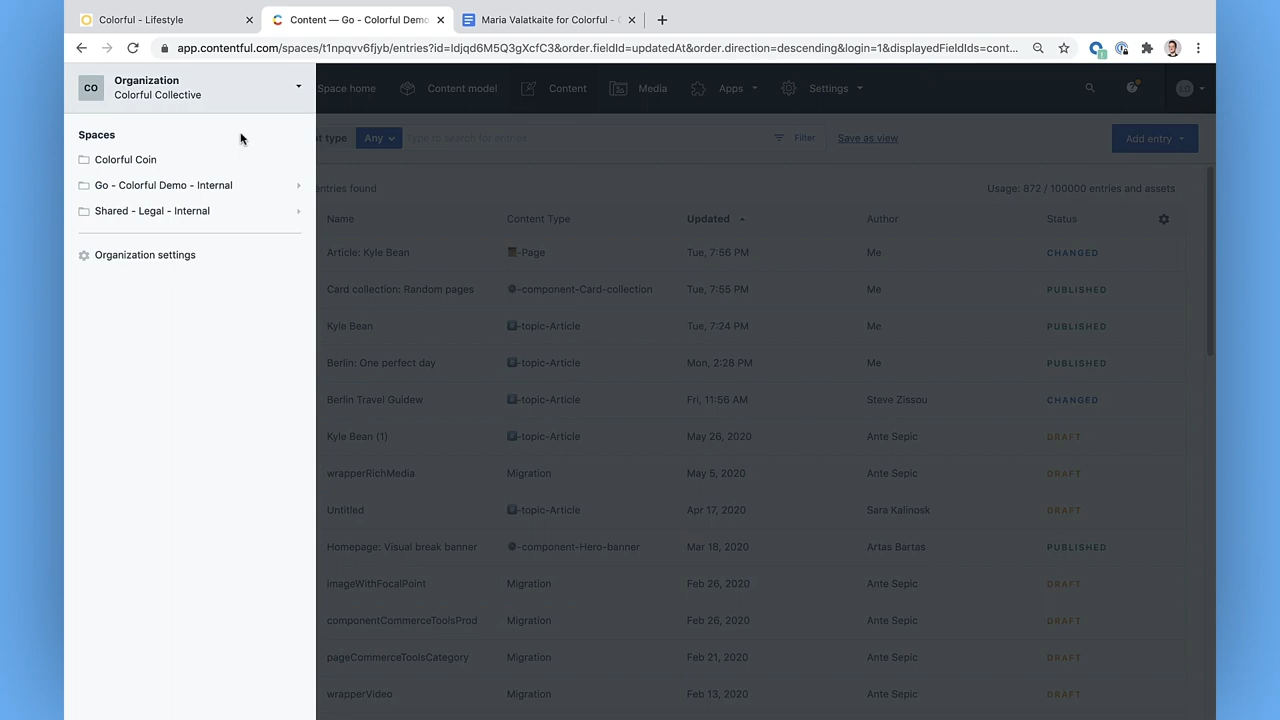 Colorful - Lifestyle
Content — Go - Colorful Demo
Maria Valatkaite for Colorful -
app.contentful.com/spaces/t1npqvv6fjyb/entries?id=Idjq06M5Q3gXcfC3&order.fieldId=updatedAt&order.direction=descending&login=1&displayedFieldIds=cont...
CO
Organization
Colorful Collective
Space home
Content model
Content
Media
Apps
Settings
Spaces
Colorful Coin
Go - Colorful Demo - Internal
Shared - Legal - Internal
Organization settings
nt type
Any
Type to search for entries
Filter
Save as view
Add entry
entries found
Usage: 872 / 100000 entries and assets
Name Content Type Updated Author Status
Article: Kyle Bean -Page Tue, 7:56 PM Me CHANGED
Card collection: Random pages -component-Card-collection Tue, 7:55 PM Me PUBLISHED
Kyle Bean -topic-Article Tue, 7:24 PM Me PUBLISHED
Berlin: One perfect day -topic-Article Mon, 2:28 PM Me PUBLISHED
Berlin Travel Guidew -topic-Article Fri, 11:56 AM Steve Zissou CHANGED
Kyle Bean (1) -topic-Article May 26, 2020 Ante Sepic DRAFT
wrapperRichMedia Migration May 5, 2020 Ante Sepic DRAFT
Untitled -topic-Article Apr 17, 2020 Sara Kalinosk DRAFT
Homepage: Visual break banner -component-Hero-banner Mar 18, 2020 Artas Bartas PUBLISHED
imageWithFocalPoint Migration Feb 26, 2020 Ante Sepic DRAFT
componentCommerceToolsProd Migration Feb 26, 2020 Ante Sepic DRAFT
pageCommerceToolsCategory Migration Feb 21, 2020 Ante Sepic DRAFT
wrapperVideo Migration Feb 13, 2020 Ante Sepic DRAFT